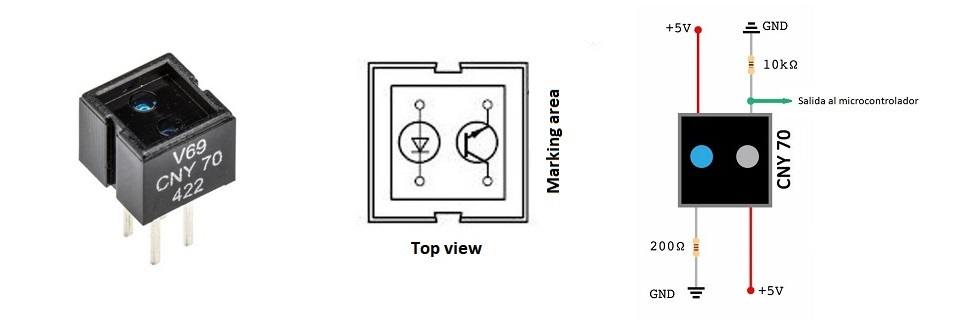 V69
CNY 70
422
Top view
Marking area
+5V
GND
10kΩ
Salida al microcontrolador
CNY 70
200Ω
GND
+5V